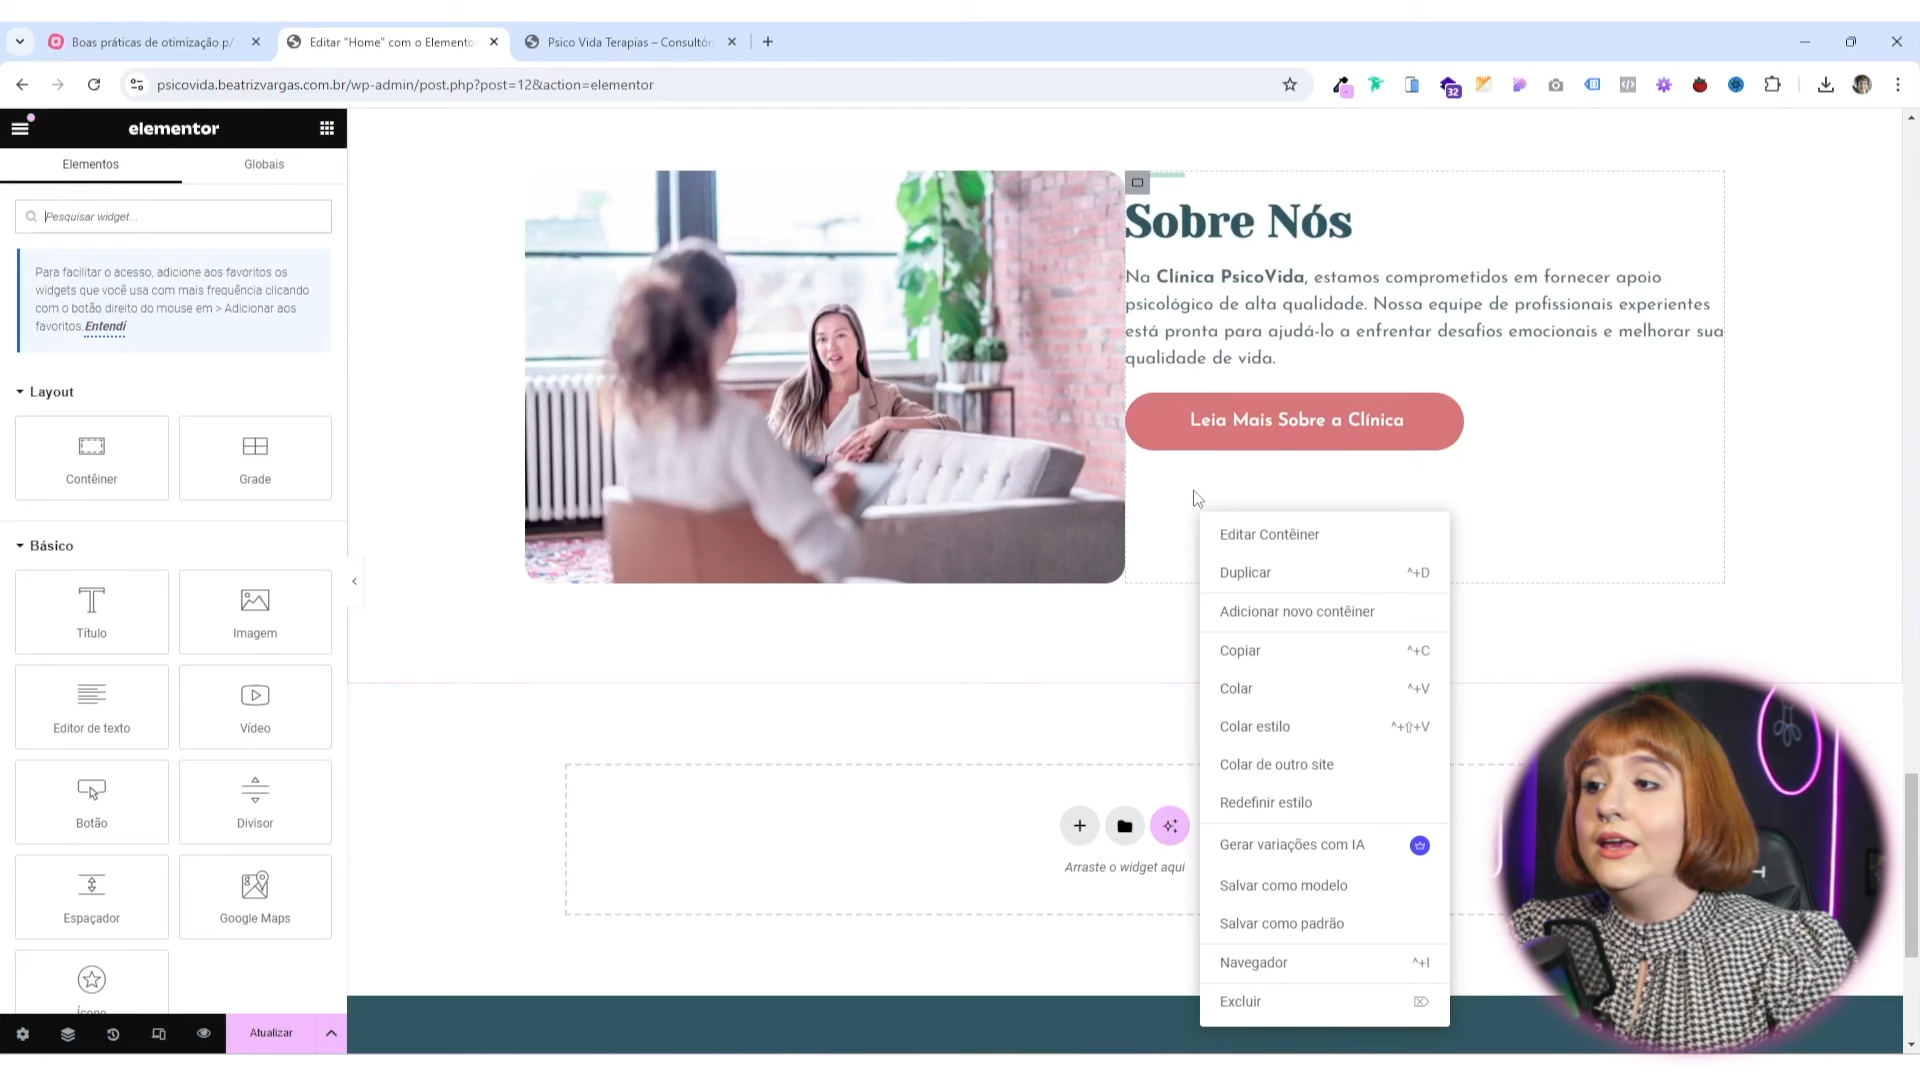 Boas práticas de otimização p/
Editar "Home" com o Elemento
Psico Vida Terapias – Consultóri
psicovida.beatrizvargas.com.br/wp-admin/post.php?post=12&action=elementor
32
elementor
Elementos
Globais
Pesquisar widget...
Para facilitar o acesso, adicione aos favoritos os
widgets que você usa com mais frequência clicando
com o botão direito do mouse em > Adicionar aos
favoritos. Entendi
Layout
Contêiner
Grade
Básico
Título
Imagem
Editor de texto
Vídeo
Botão
Divisor
Espaçador
Google Maps
Ícone
Atualizar
Sobre Nós
Na Clínica PsicoVida, estamos comprometidos em fornecer apoio
psicológico de alta qualidade. Nossa equipe de profissionais experientes
está pronta para ajudá-lo a enfrentar desafios emocionais e melhorar sua
qualidade de vida.
Leia Mais Sobre a Clínica
Arraste o widget aqui
Editar Contêiner
Duplicar ^+D
Adicionar novo contêiner
Copiar ^+C
Colar ^+V
Colar estilo ^+⇧+V
Colar de outro site
Redefinir estilo
Gerar variações com IA
Salvar como modelo
Salvar como padrão
Navegador ^+I
Excluir ⌦